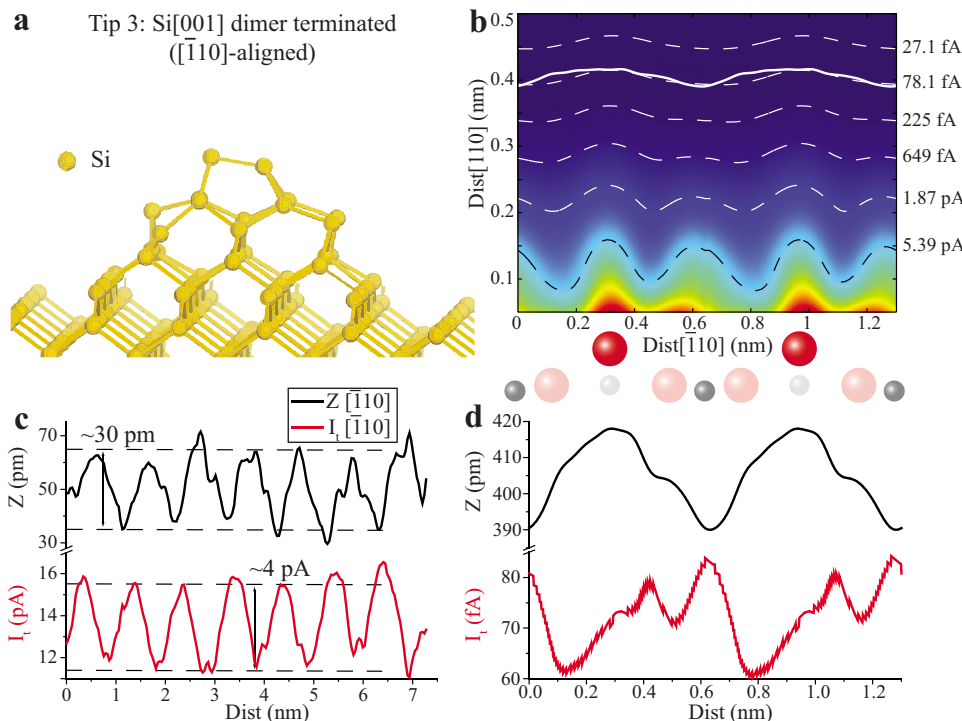 a
Tip 3: Si[001] dimer terminated
([1̅10]-aligned)
Si
b
Dist[110] (nm)
0.5
0.4
0.3
0.2
0.1
27.1 fA
78.1 fA
225 fA
649 fA
1.87 pA
5.39 pA
0 0.2 0.4 0.6 0.8 1 1.2
Dist[1̅10] (nm)
c
Z [1̅10]
I_t [1̅10]
~30 pm
Z (pm)
70
50
30
~4 pA
I_t (pA)
16
14
12
0 1 2 3 4 5 6 7
Dist (nm)
d
Z (pm)
420
410
400
390
I_t (fA)
80
70
60
0.0 0.2 0.4 0.6 0.8 1.0 1.2
Dist (nm)